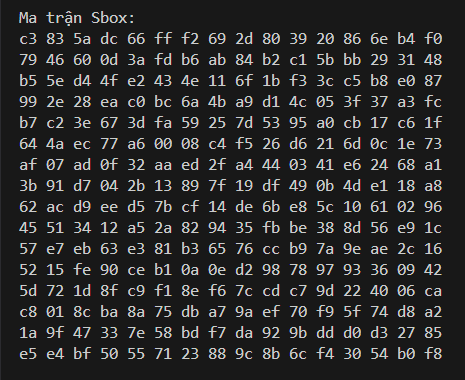 Ma trận Sbox:
c3 83 5a dc 66 ff f2 69 2d 80 39 20 86 6e b4 f0
79 46 60 0d 3a fd b6 ab 84 b2 c1 5b bb 29 31 48
b5 5e d4 4f e2 43 4e 11 6f 1b f3 3c c5 b8 e0 87
99 2e 28 ea c0 bc 6a 4b a9 d1 4c 05 3f 37 a3 fc
b7 c2 3e 67 3d fa 59 25 7d 53 95 a0 cb 17 c6 1f
64 4a ec 77 a6 00 08 c4 f5 26 d6 21 6d 0c 1e 73
af 07 ad 0f 32 aa ed 2f a4 44 03 41 e6 24 68 a1
3b 91 d7 04 2b 13 89 7f 19 df 49 0b 4d e1 18 a8
62 ac d9 ee d5 7b cf 14 de 6b e8 5c 10 61 02 96
45 51 34 12 a5 2a 82 94 35 fb be 38 8d 56 e9 1c
57 e7 eb 63 e3 81 b3 65 76 cc b9 7a 9e ae 2c 16
52 15 fe 90 ce b1 0a 0e d2 98 78 97 93 36 09 42
5d 72 1d 8f c9 f1 8e f6 7c cd c7 9d 22 40 06 ca
c8 01 8c ba 8a 75 db a7 9a ef 70 f9 5f 74 d8 a2
1a 9f 47 33 7e 58 bd f7 da 92 9b dd d0 d3 27 85
e5 e4 bf 50 55 71 23 88 9c 8b 6c f4 30 54 b0 f8